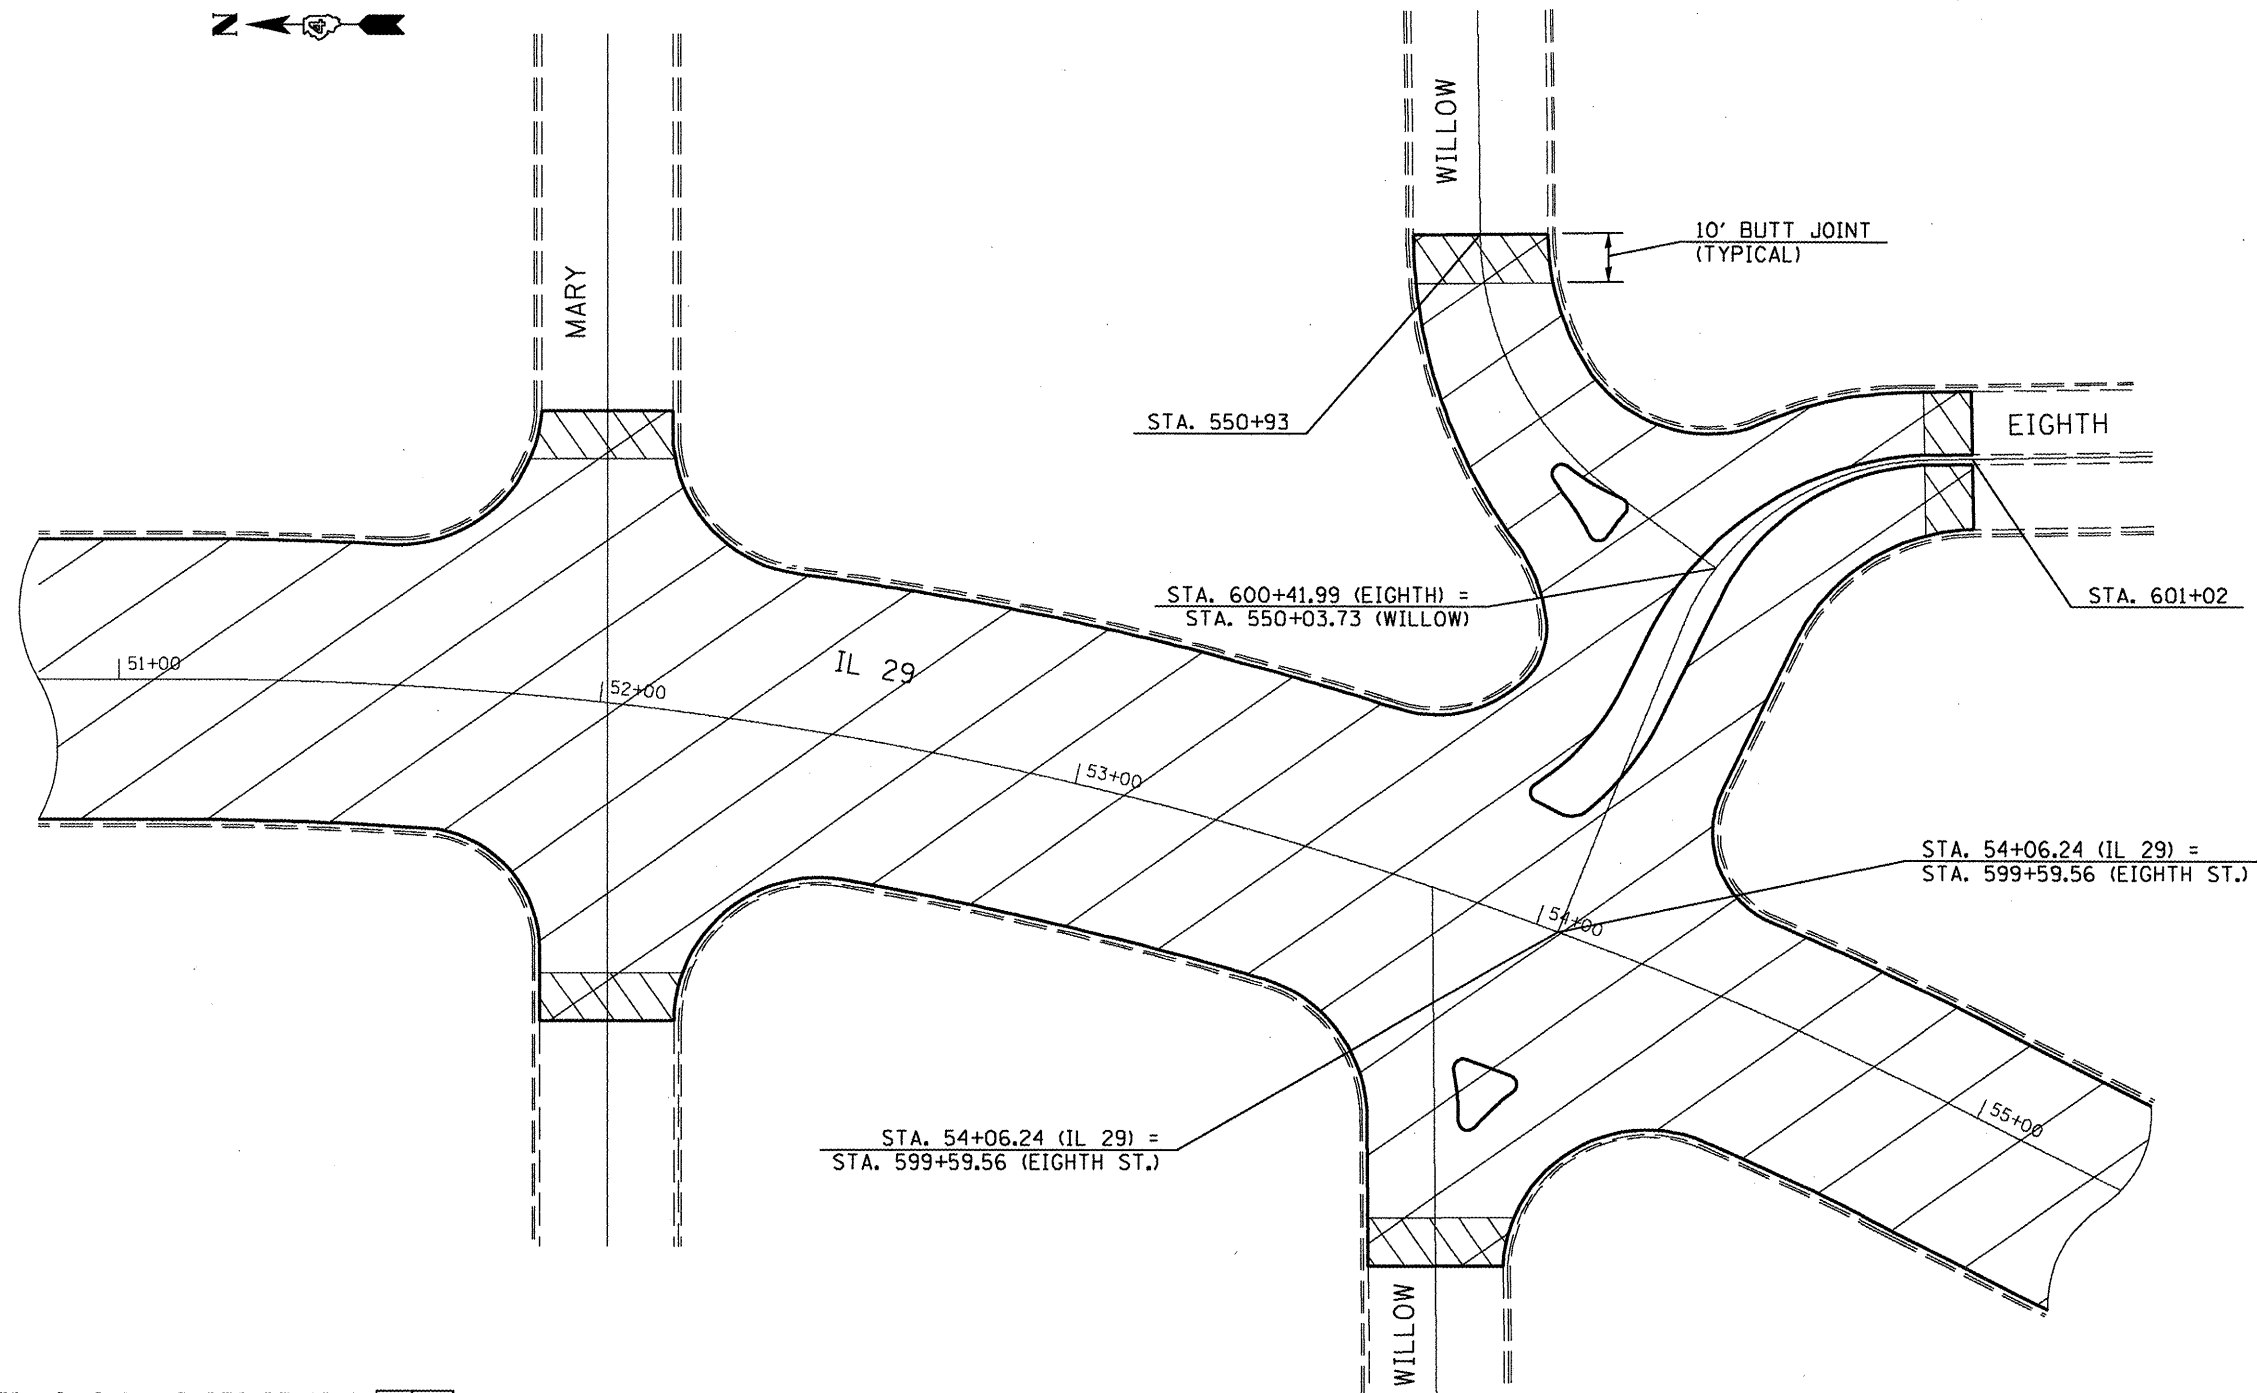 N
4
WILLOW
MARY
10' BUTT JOINT
(TYPICAL)
STA. 550+93
EIGHTH
STA. 600+41.99 (EIGHTH) =
STA. 550+03.73 (WILLOW)
STA. 601+02
51+00
IL 29
52+00
53+00
54+00
STA. 54+06.24 (IL 29) =
STA. 599+59.56 (EIGHTH ST.)
STA. 54+06.24 (IL 29) =
STA. 599+59.56 (EIGHTH ST.)
55+00
WILLOW